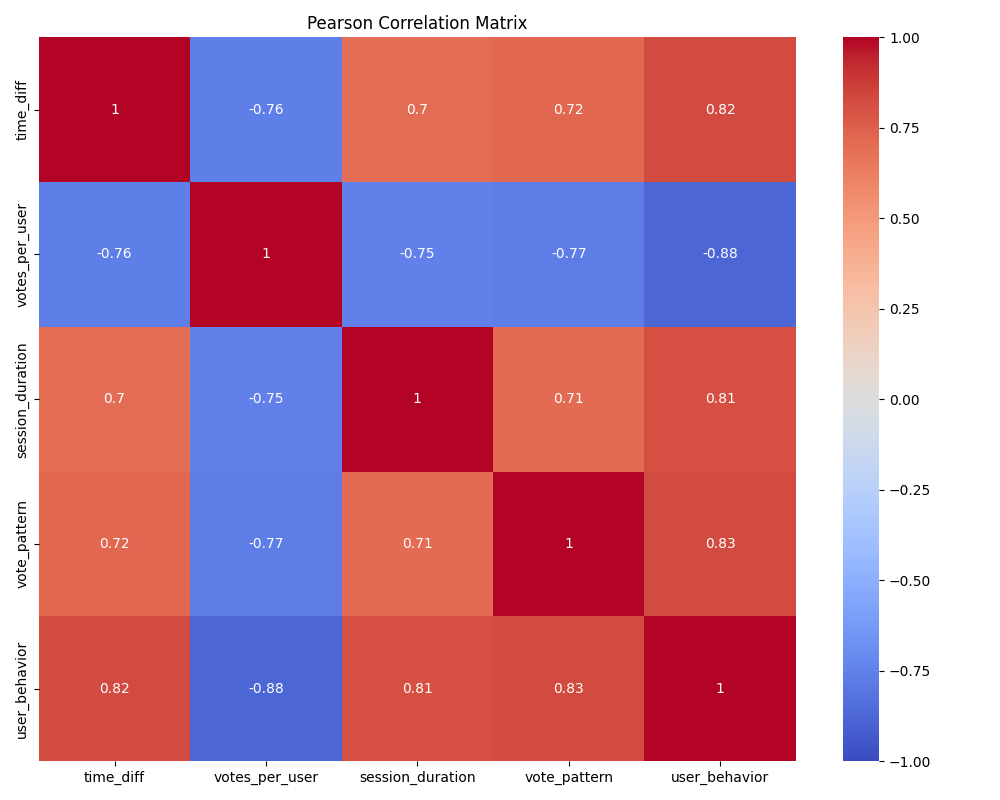 Pearson Correlation Matrix
time_diff
1 -0.76 0.7 0.72 0.82
votes_per_user
-0.76 1 -0.75 -0.77 -0.88
session_duration
0.7 -0.75 1 0.71 0.81
vote_pattern
0.72 -0.77 0.71 1 0.83
user_behavior
0.82 -0.88 0.81 0.83 1
time_diff votes_per_user session_duration vote_pattern user_behavior
1.00
0.75
0.50
0.25
0.00
−0.25
−0.50
−0.75
−1.00